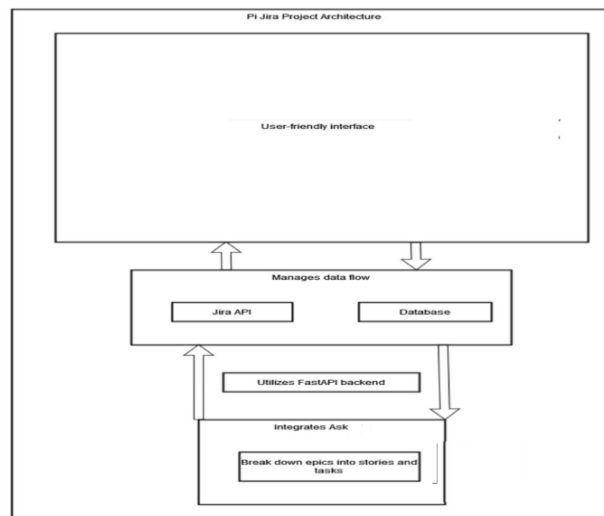 Pi Jira Project Architecture
User-friendly interface
Manages data flow
Jira API
Database
Utilizes FastAPI backend
Integrates Ask
Break down epics into stories and
tasks